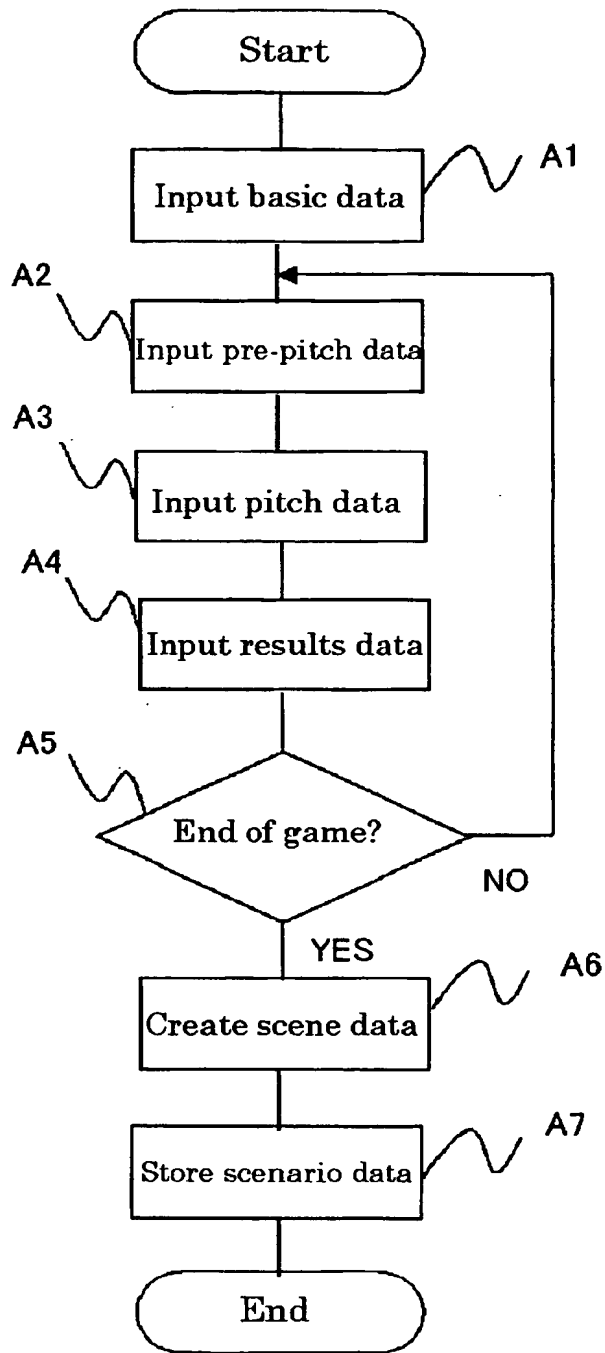 Start
A1
Input basic data
A2
Input pre-pitch data
A3
Input pitch data
A4
Input results data
A5
End of game?
NO
YES
A6
Create scene data
A7
Store scenario data
End